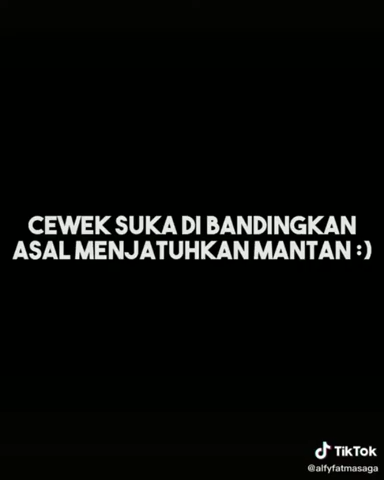 CEWEK SUKA DI BANDINGKAN
ASAL MENJATUHKAN MANTAN :)
TikTok
@alfyfatmasaga